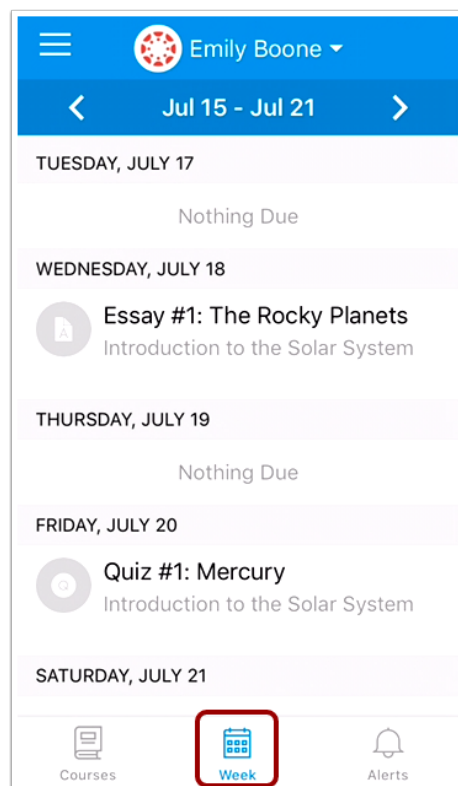 Emily Boone
Jul 15 - Jul 21
TUESDAY, JULY 17
Nothing Due
WEDNESDAY, JULY 18
Essay #1: The Rocky Planets
Introduction to the Solar System
THURSDAY, JULY 19
Nothing Due
FRIDAY, JULY 20
Quiz #1: Mercury
Introduction to the Solar System
SATURDAY, JULY 21
Courses Week Alerts